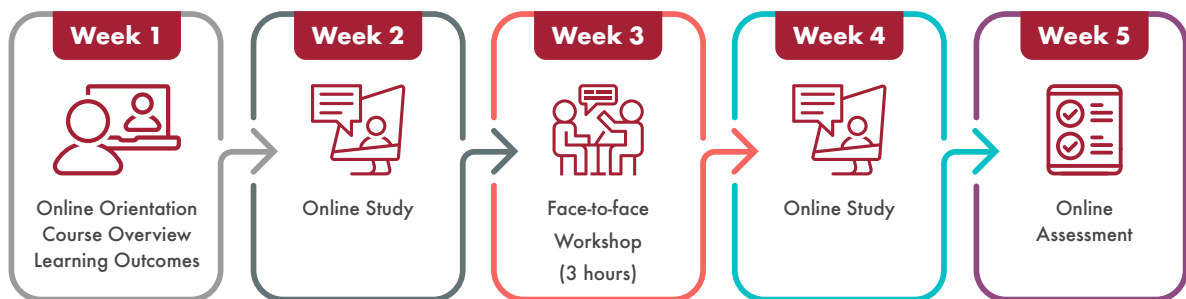 Week 1
Online Orientation
Course Overview
Learning Outcomes
Week 2
Online Study
Week 3
Face-to-face
Workshop
(3 hours)
Week 4
Online Study
Week 5
Online
Assessment